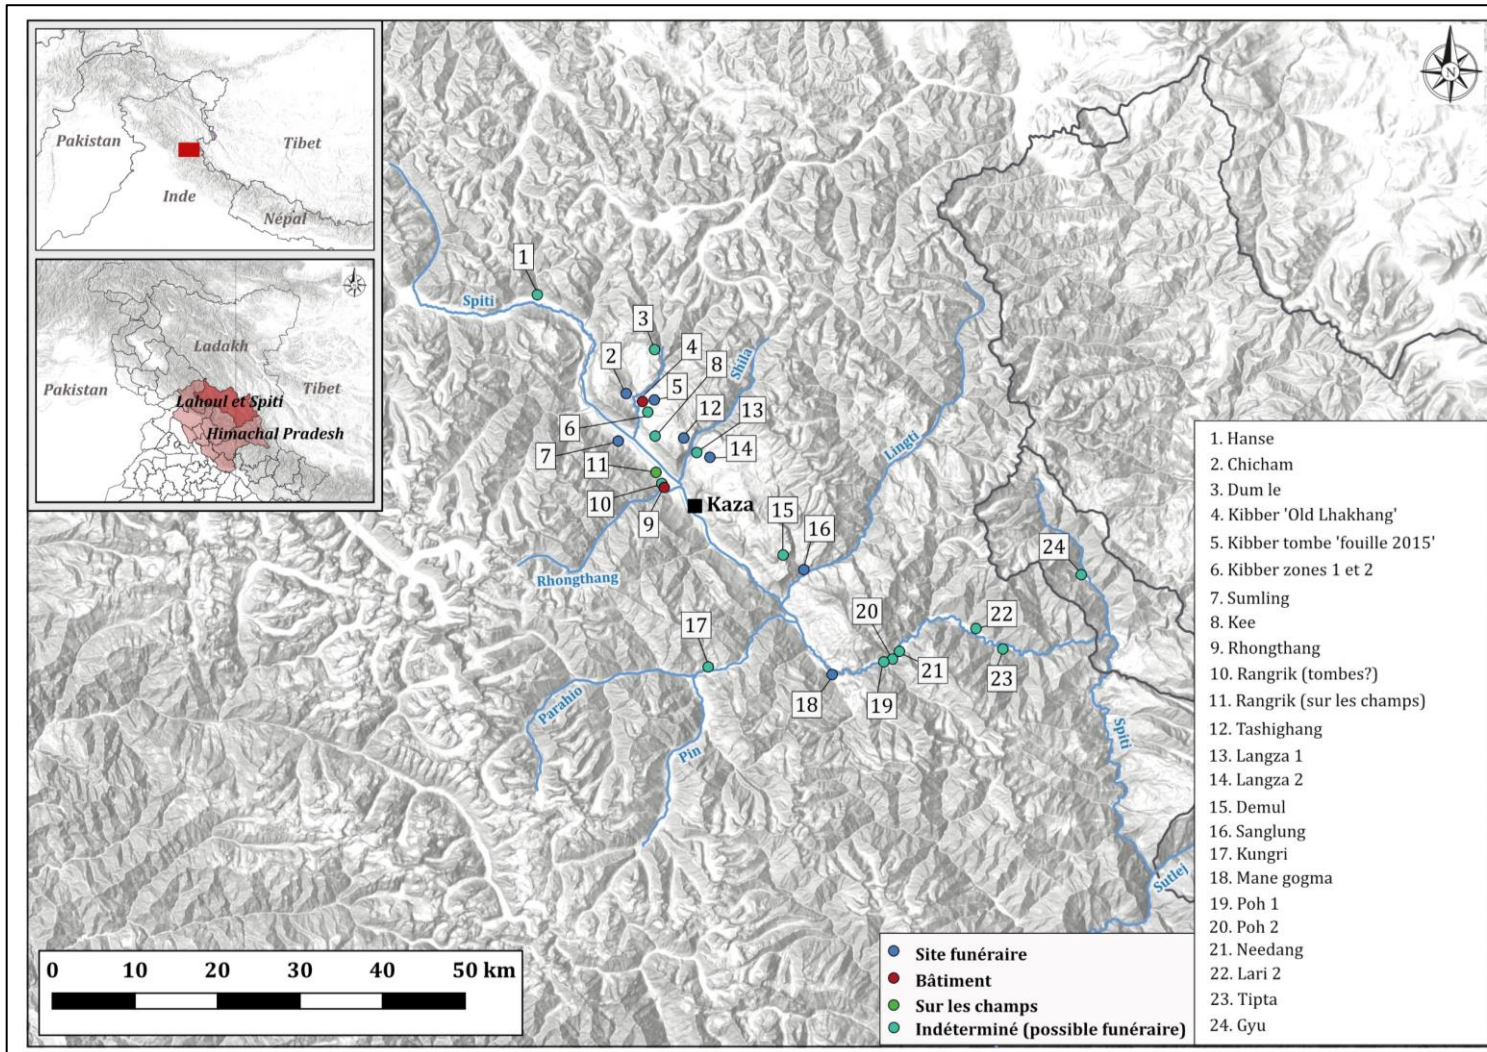 Pakistan
Tibet
Inde
Népal
Ladakh
Pakistan
Tibet
Lahoul et Spiti
Himachal Pradesh
N
1
Spiti
3
4
8
2
5
Shila
12
13
6
7
14
11
10
9
Kaza
Lingti
15
16
Rhongthang
24
20
22
17
21
23
18
19
Parahio
Pin
Spiti
Sutlej
1. Hanse
2. Chicham
3. Dum le
4. Kibber 'Old Lhakhang'
5. Kibber tombe 'fouille 2015'
6. Kibber zones 1 et 2
7. Sumling
8. Kee
9. Rhongthang
10. Rangrik (tombes?)
11. Rangrik (sur les champs)
12. Tashighang
13. Langza 1
14. Langza 2
15. Demul
16. Sanglung
17. Kungri
18. Mane gogma
19. Poh 1
20. Poh 2
21. Needang
22. Lari 2
23. Tipta
24. Gyu
0 10 20 30 40 50 km
Site funéraire
Bâtiment
Sur les champs
Indéterminé (possible funéraire)